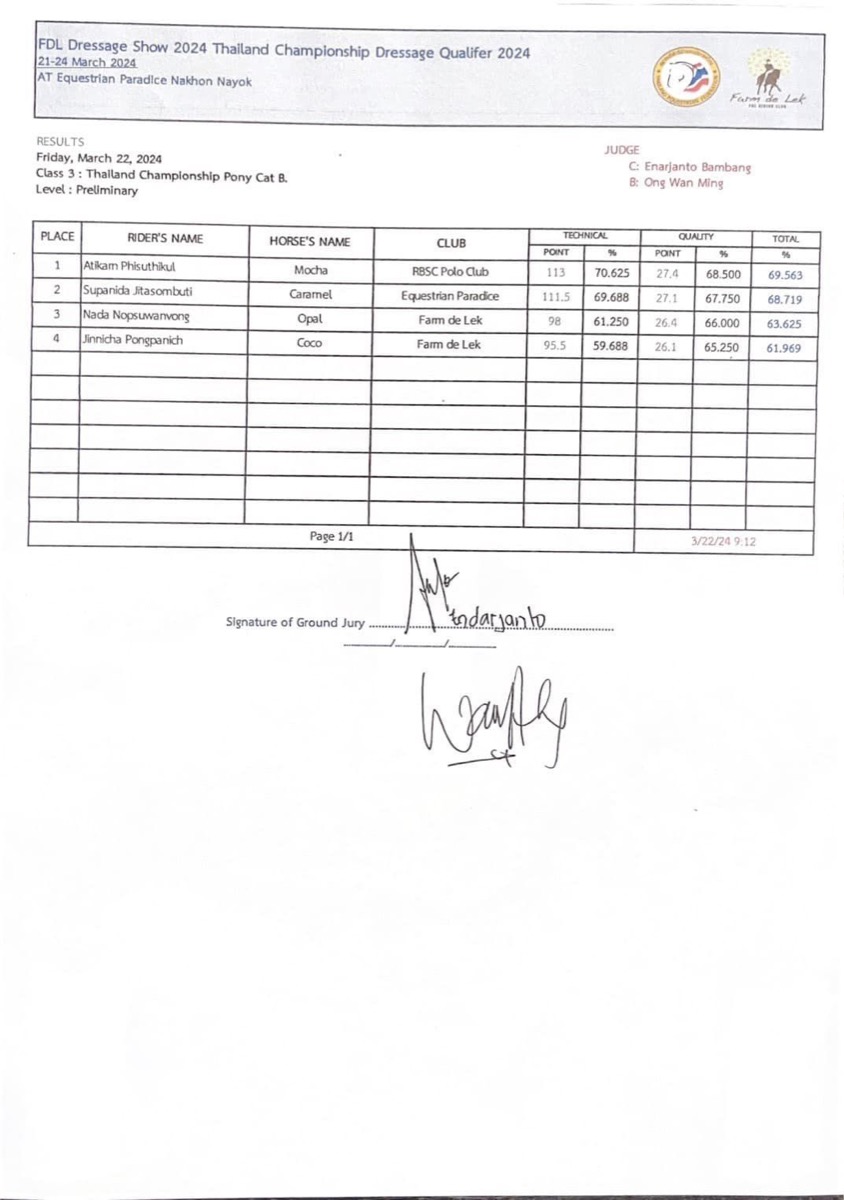 FDL Dressage Show 2024 Thailand Championship Dressage Qualifer 2024
21-24 March 2024
AT Equestrian Paradice Nakhon Nayok
Farm de Lek
RESULTS
Friday, March 22, 2024
Class 3 : Thailand Championship Pony Cat B.
Level : Preliminary
JUDGE
C: Enarjanto Bambang
B: Ong Wan Ming
PLACE RIDER'S NAME HORSE'S NAME CLUB TECHNICAL QUALITY TOTAL
POINT % POINT % %
1 Atikam Phisuthikul Mocha RBSC Polo Club 113 70.625 27.4 68.500 69.563
2 Supanida Jitasombuti Caramel Equestrian Paradice 111.5 69.688 27.1 67.750 68.719
3 Nada Nopsuwanvong Opal Farm de Lek 98 61.250 26.4 66.000 63.625
4 Jinnicha Pongpanich Coco Farm de Lek 95.5 59.688 26.1 65.250 61.969
Page 1/1 3/22/24 9:12
Signature of Ground Jury